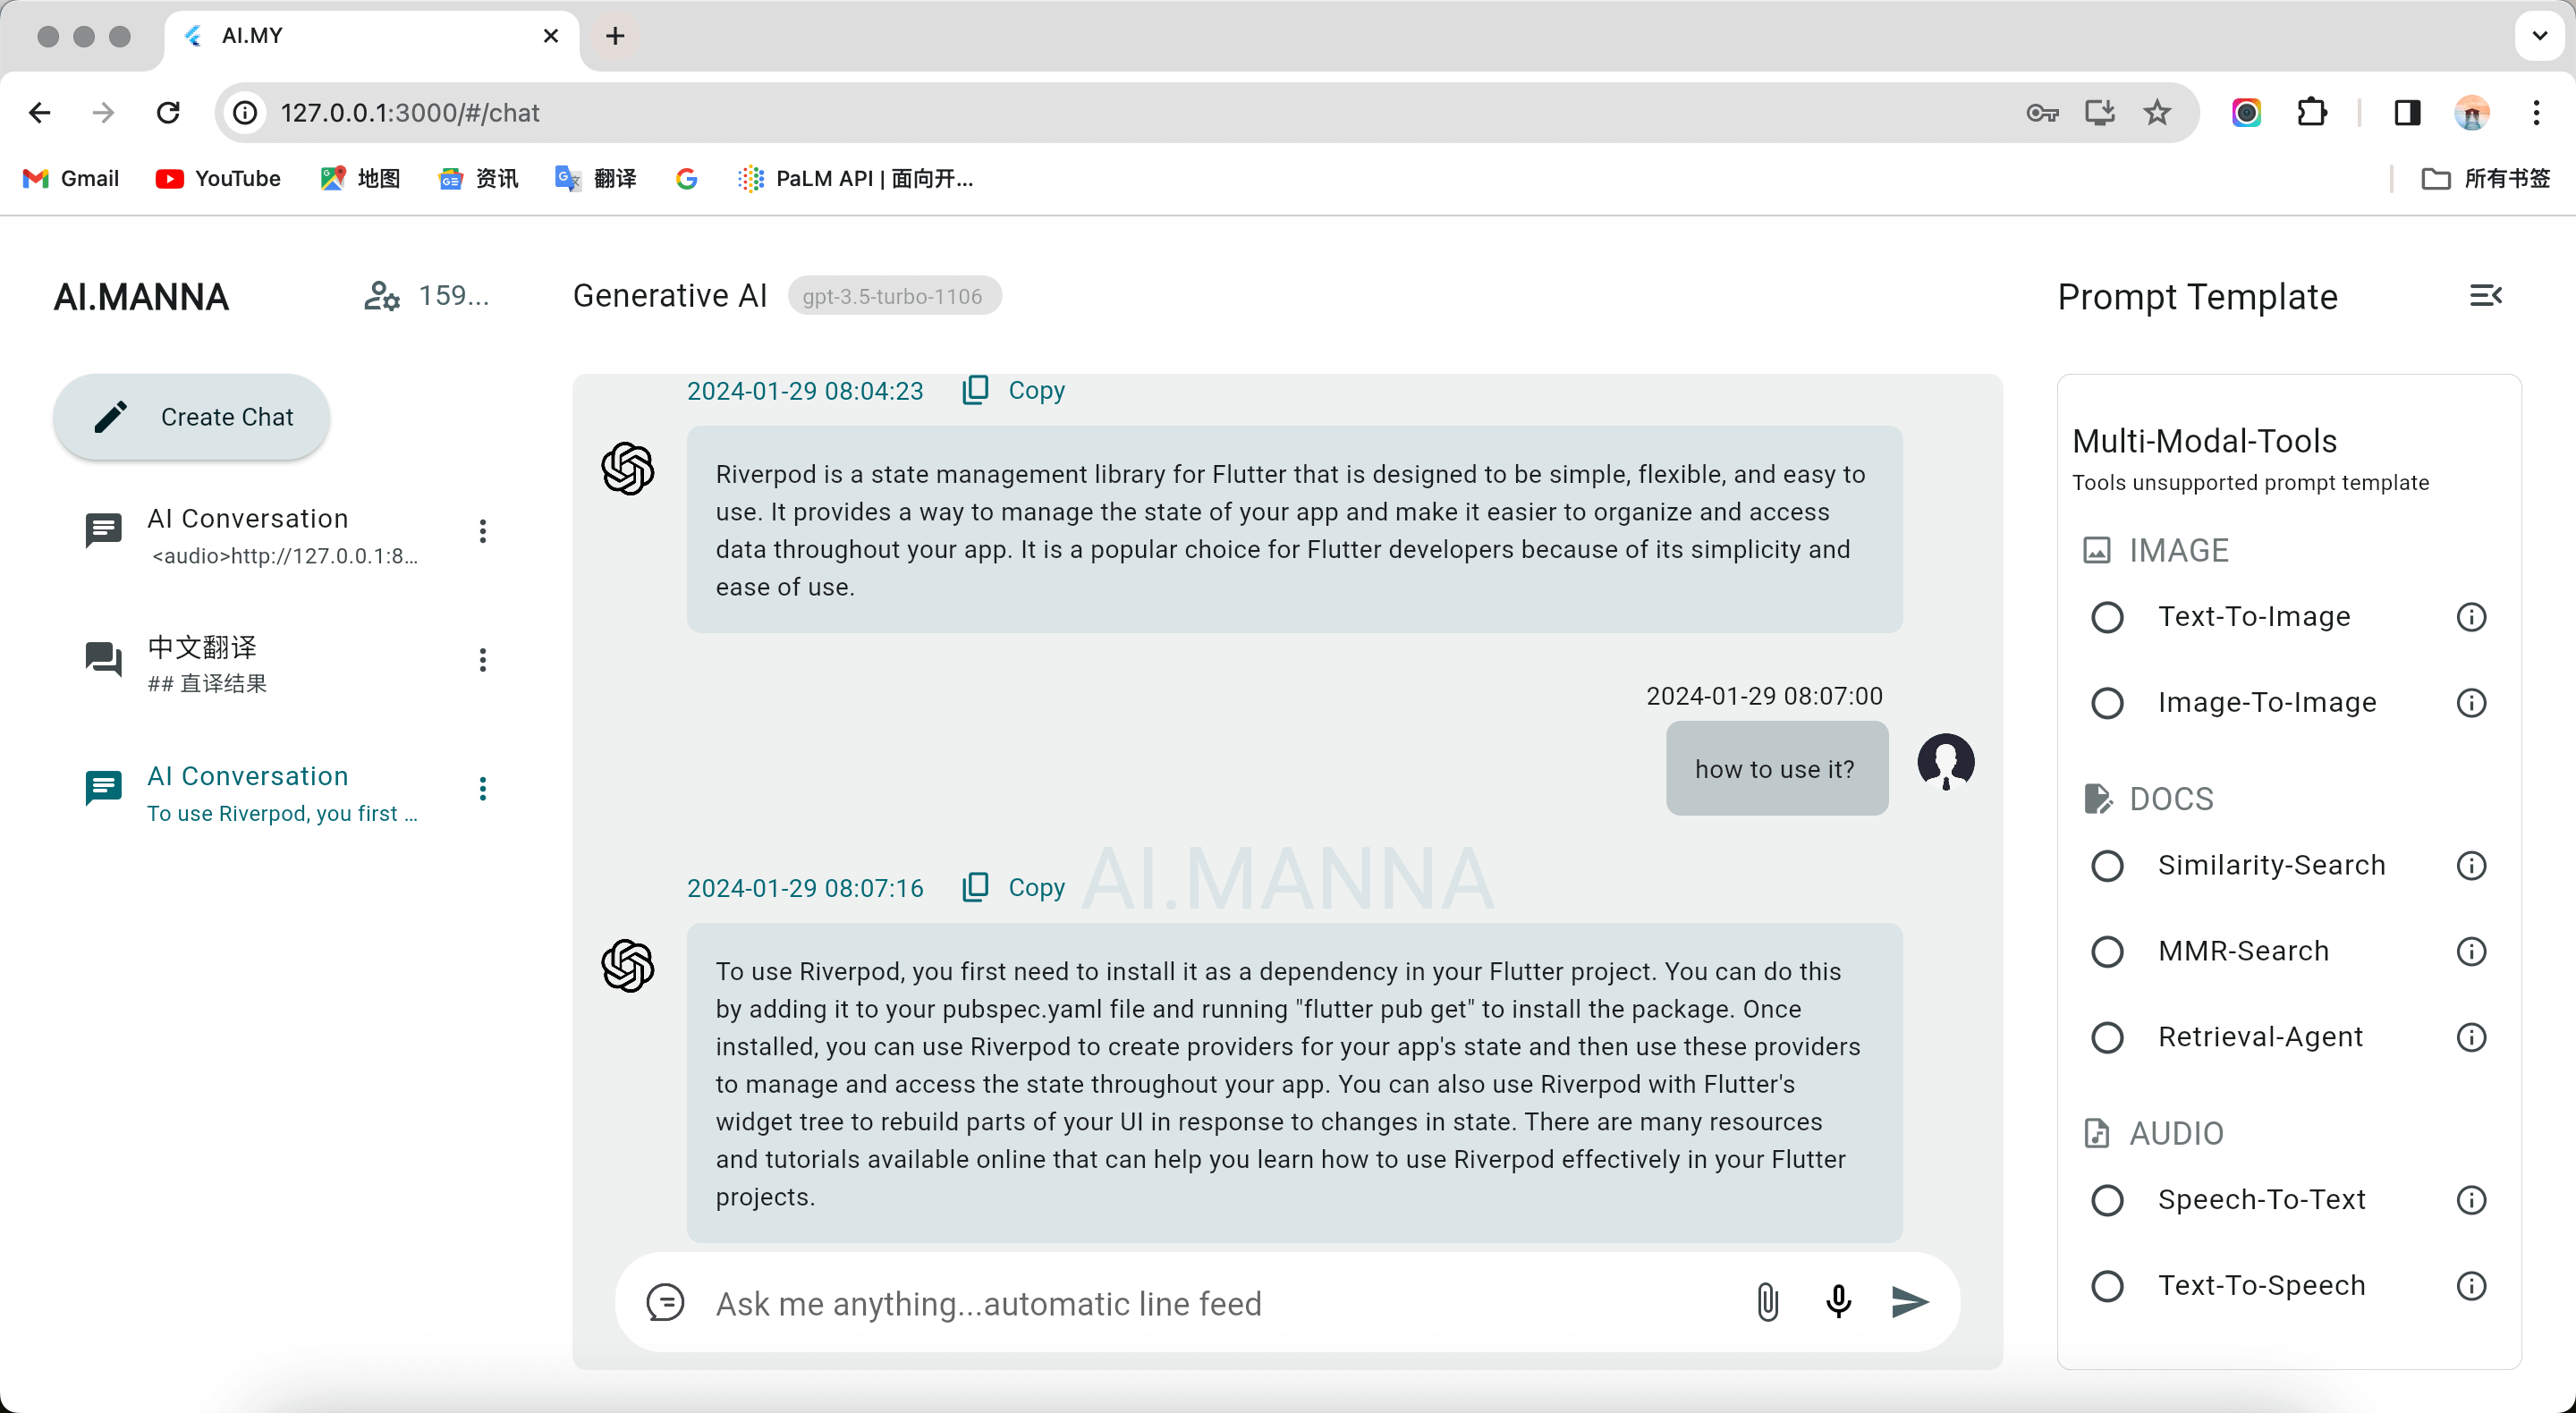 AI.MY
127.0.0.1:3000/#/chat
Gmail
YouTube
地图
资讯
翻译
PaLM API | 面向开...
所有书签
AI.MANNA
159...
Create Chat
AI Conversation
<audio>http://127.0.0.1:8...
中文翻译
## 直译结果
AI Conversation
To use Riverpod, you first ...
Generative AI
gpt-3.5-turbo-1106
2024-01-29 08:04:23
Copy
Riverpod is a state management library for Flutter that is designed to be simple, flexible, and easy to
use. It provides a way to manage the state of your app and make it easier to organize and access
data throughout your app. It is a popular choice for Flutter developers because of its simplicity and
ease of use.
2024-01-29 08:07:00
how to use it?
AI.MANNA
2024-01-29 08:07:16
Copy
To use Riverpod, you first need to install it as a dependency in your Flutter project. You can do this
by adding it to your pubspec.yaml file and running "flutter pub get" to install the package. Once
installed, you can use Riverpod to create providers for your app's state and then use these providers
to manage and access the state throughout your app. You can also use Riverpod with Flutter's
widget tree to rebuild parts of your UI in response to changes in state. There are many resources
and tutorials available online that can help you learn how to use Riverpod effectively in your Flutter
projects.
Ask me anything...automatic line feed
Prompt Template
Multi-Modal-Tools
Tools unsupported prompt template
IMAGE
Text-To-Image
Image-To-Image
DOCS
Similarity-Search
MMR-Search
Retrieval-Agent
AUDIO
Speech-To-Text
Text-To-Speech